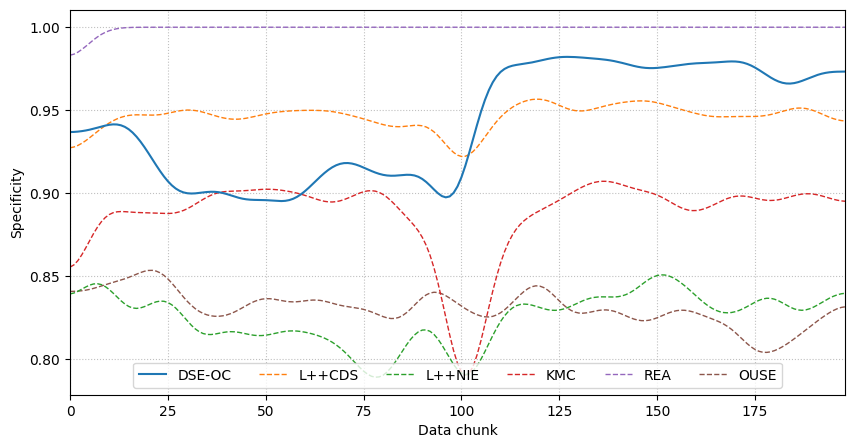 1.00
0.95
0.90
0.85
0.80
Specificity
DSE-OC L++CDS L++NIE KMC REA OUSE
0 25 50 75 100 125 150 175
Data chunk